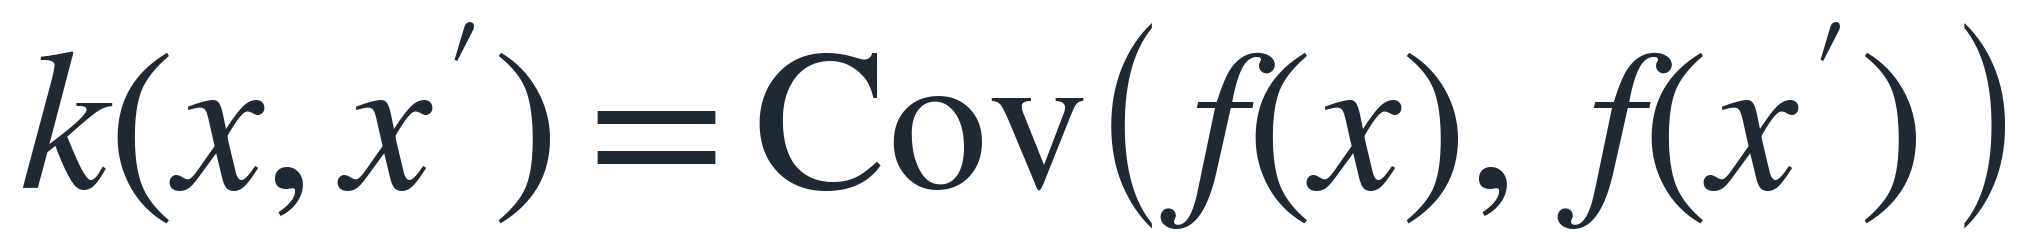 k(x, x′) = Cov(f(x), f(x′))